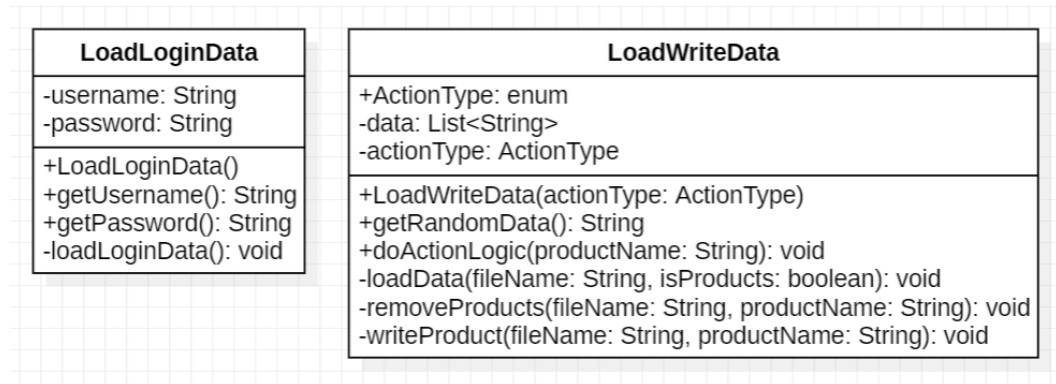 LoadLoginData
-username: String
-password: String
+LoadLoginData()
+getUsername(): String
+getPassword(): String
-loadLoginData(): void
LoadWriteData
+ActionType: enum
-data: List<String>
-actionType: ActionType
+LoadWriteData(actionType: ActionType)
+getRandomData(): String
+doActionLogic(productName: String): void
-loadData(fileName: String, isProducts: boolean): void
-removeProducts(fileName: String, productName: String): void
-writeProduct(fileName: String, productName: String): void